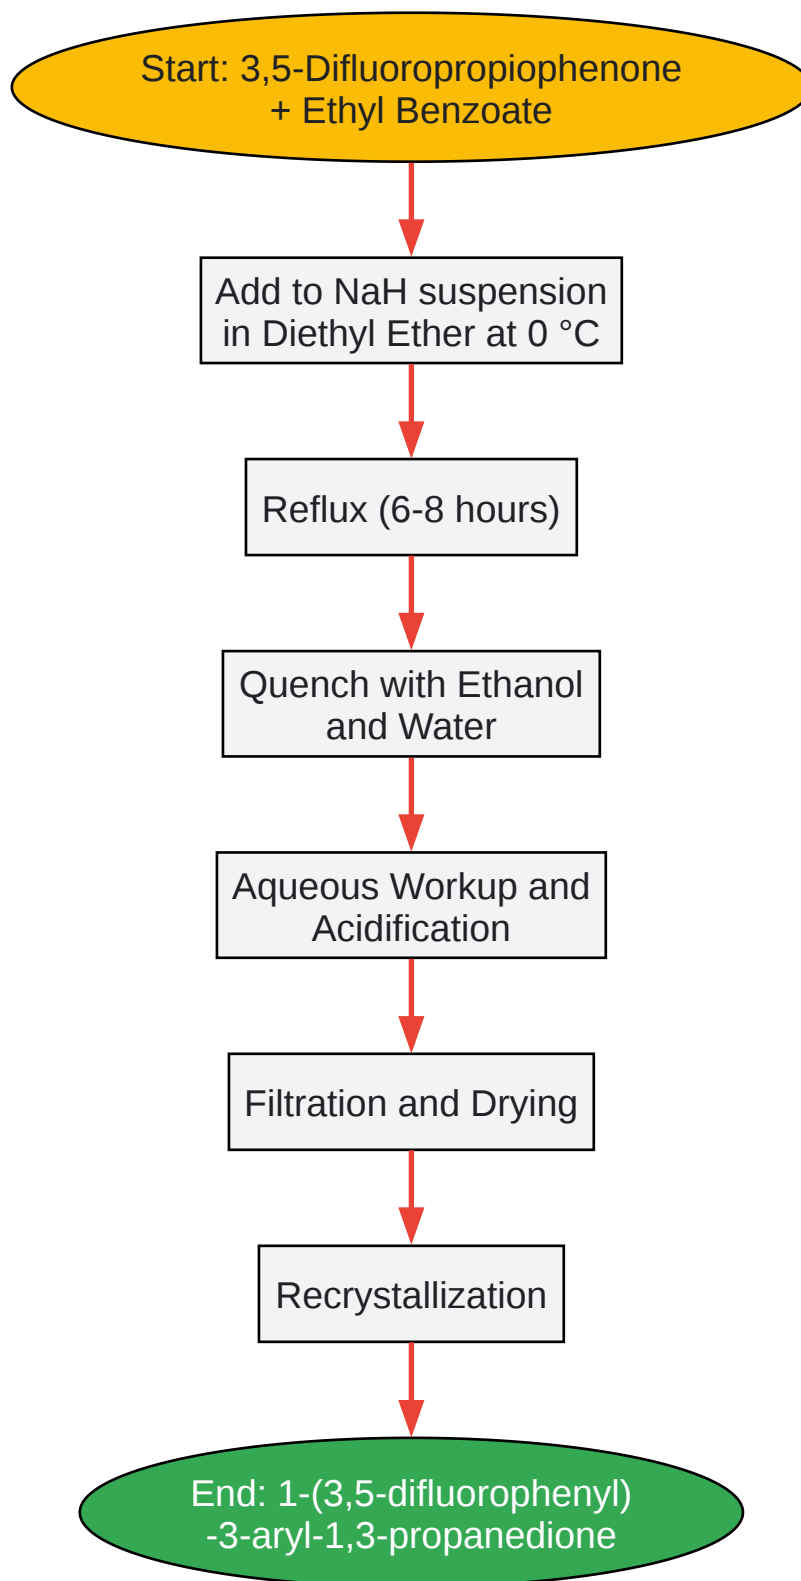 Start: 3,5-Difluoropropiophenone
+ Ethyl Benzoate
Add to NaH suspension
in Diethyl Ether at 0 °C
Reflux (6-8 hours)
Quench with Ethanol
and Water
Aqueous Workup and
Acidification
Filtration and Drying
Recrystallization
End: 1-(3,5-difluorophenyl)
-3-aryl-1,3-propanedione